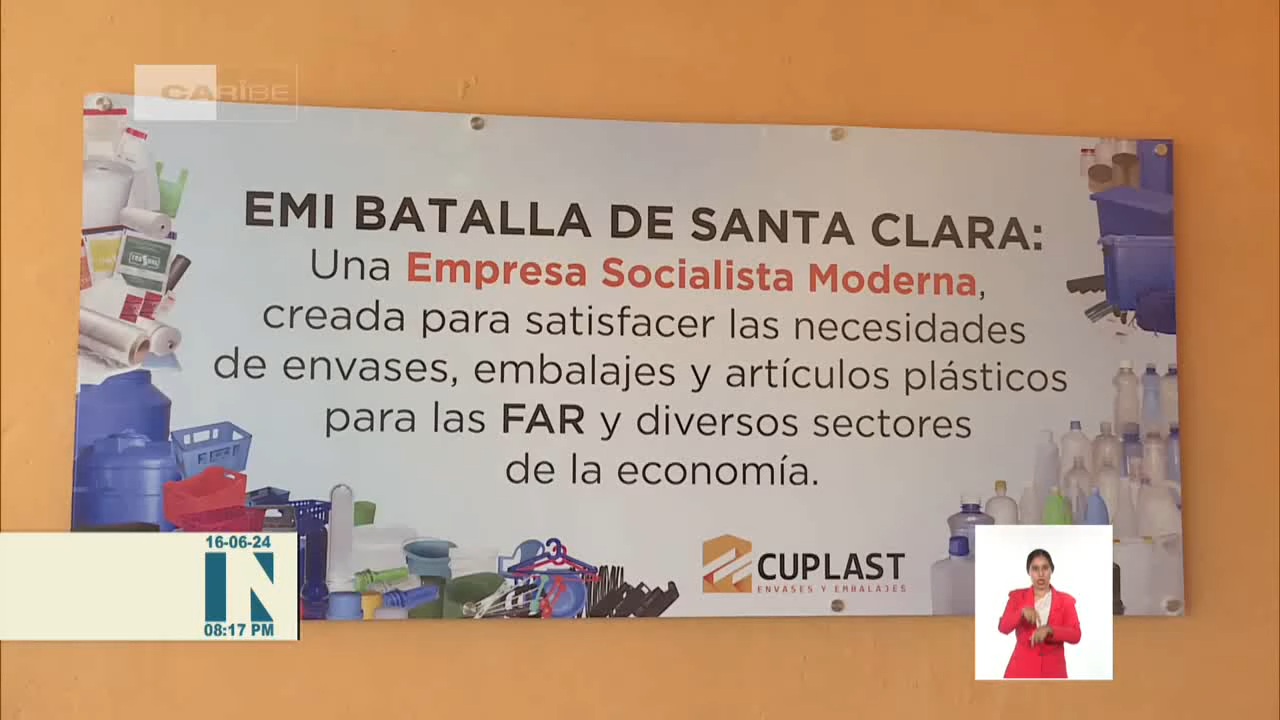 CARIBE
EMI BATALLA DE SANTA CLARA:
Una Empresa Socialista Moderna,
creada para satisfacer las necesidades
de envases, embalajes y artículos plásticos
para las FAR y diversos sectores
de la economía.
CUPLAST
ENVASES Y EMBALAJES
16-06-24
IN
08:17 PM